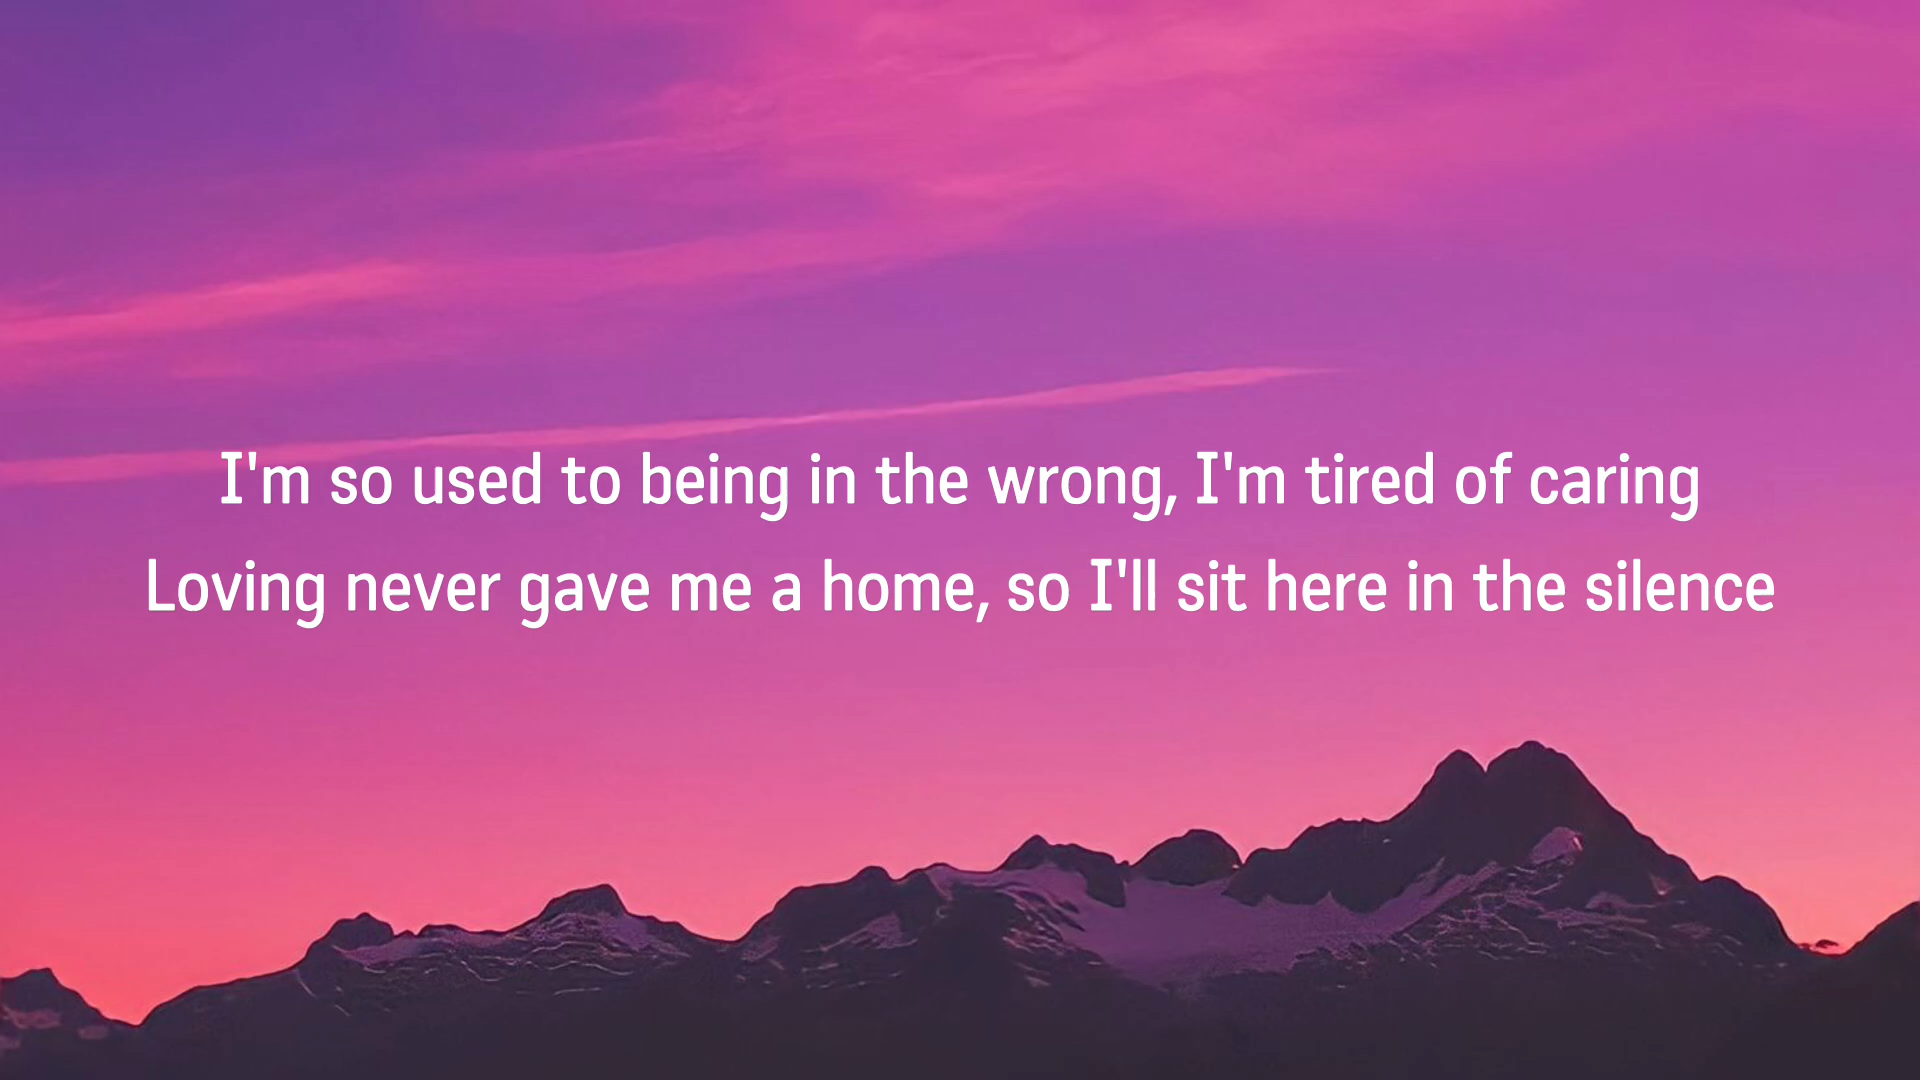 I'm so used to being in the wrong, I'm tired of caring
Loving never gave me a home, so I'll sit here in the silence